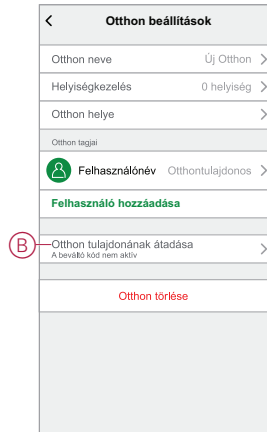 Otthon beállítások
Otthon neve Új Otthon
Helyiségkezelés 0 helyiség
Otthon helye
Otthon tagjai
Felhasználónév Otthontulajdonos
Felhasználó hozzáadása
B Otthon tulajdonának átadása
A beváltó kód nem aktív
Otthon törlése